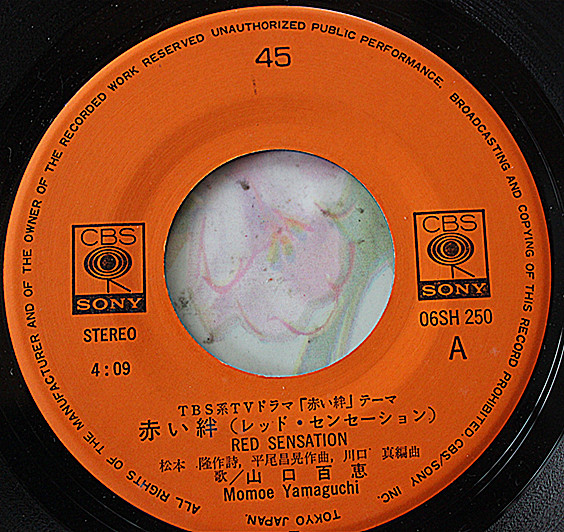 ALL RIGHTS OF THE MANUFACTURER AND OF THE OWNER OF THE RECORDED WORK RESERVED UNAUTHORIZED PUBLIC PERFORMANCE, BROADCASTING AND COPYING OF THIS RECORD PROHIBITED. CBS/SONY INC. TOKYO JAPAN.
45
CBS
SONY
STEREO
4:09
CBS
SONY
06SH 250
A
TBS系TVドラマ「赤い絆」テーマ
赤い絆(レッド・センセーション)
RED SENSATION
松本 隆作詩, 平尾昌晃作曲, 川口 真編曲
歌/山口百恵
Momoe Yamaguchi